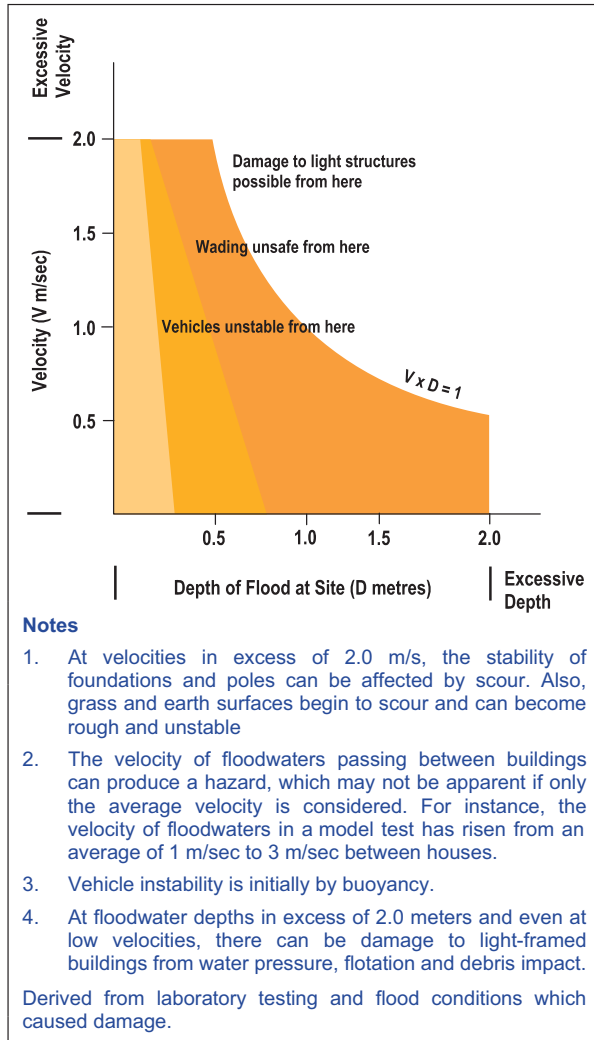 Excessive
Velocity
2.0
Damage to light structures
possible from here
1.5
Wading unsafe from here
Velocity (V m/sec)
1.0
Vehicles unstable from here
V x D = 1
0.5
0.5
1.0
1.5
2.0
Depth of Flood at Site (D metres)
Excessive
Depth
Notes
1. At velocities in excess of 2.0 m/s, the stability of
foundations and poles can be affected by scour. Also,
grass and earth surfaces begin to scour and can become
rough and unstable
2. The velocity of floodwaters passing between buildings
can produce a hazard, which may not be apparent if only
the average velocity is considered. For instance, the
velocity of floodwaters in a model test has risen from an
average of 1 m/sec to 3 m/sec between houses.
3. Vehicle instability is initially by buoyancy.
4. At floodwater depths in excess of 2.0 meters and even at
low velocities, there can be damage to light-framed
buildings from water pressure, flotation and debris impact.
Derived from laboratory testing and flood conditions which
caused damage.